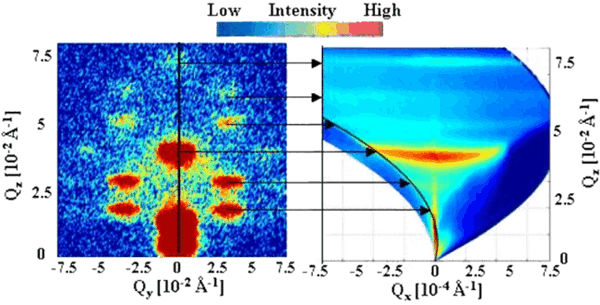 Low Intensity High
7.5 7.5
5 5
2.5 2.5
0 0
Qz [10-2 Å-1] Qz [10-2 Å-1]
-7.5 -5 -2.5 0 2.5 5 7.5 -7.5 -5 -2.5 0 2.5 5 7.5
Qy [10-2 Å-1] Qx [10-4 Å-1]